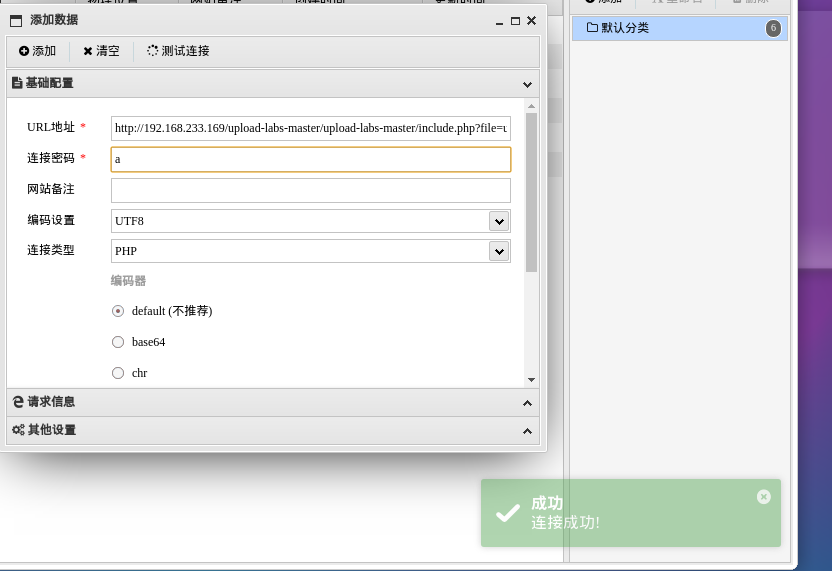 添加数据
添加
清空
测试连接
默认分类
6
基础配置
URL地址 *
http://192.168.233.169/upload-labs-master/upload-labs-master/include.php?file=u
连接密码 *
a
网站备注
编码设置
UTF8
连接类型
PHP
编码器
default (不推荐)
base64
chr
请求信息
其他设置
成功
连接成功!